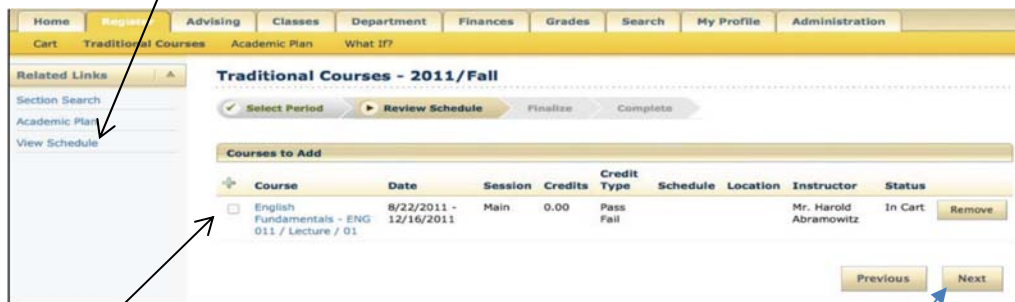 Home Register Advising Classes Department Finances Grades Search My Profile Administration
Cart Traditional Courses Academic Plan What If?
Related Links
Section Search
Academic Plan
View Schedule
Traditional Courses - 2011/Fall
Select Period Review Schedule Finalize Complete
Courses to Add
Course Date Session Credits Credit Type Schedule Location Instructor Status
English Fundamentals - ENG 011 / Lecture / 01 8/22/2011 - 12/16/2011 Main 0.00 Pass Fail Mr. Harold Abramowitz In Cart Remove
Previous Next